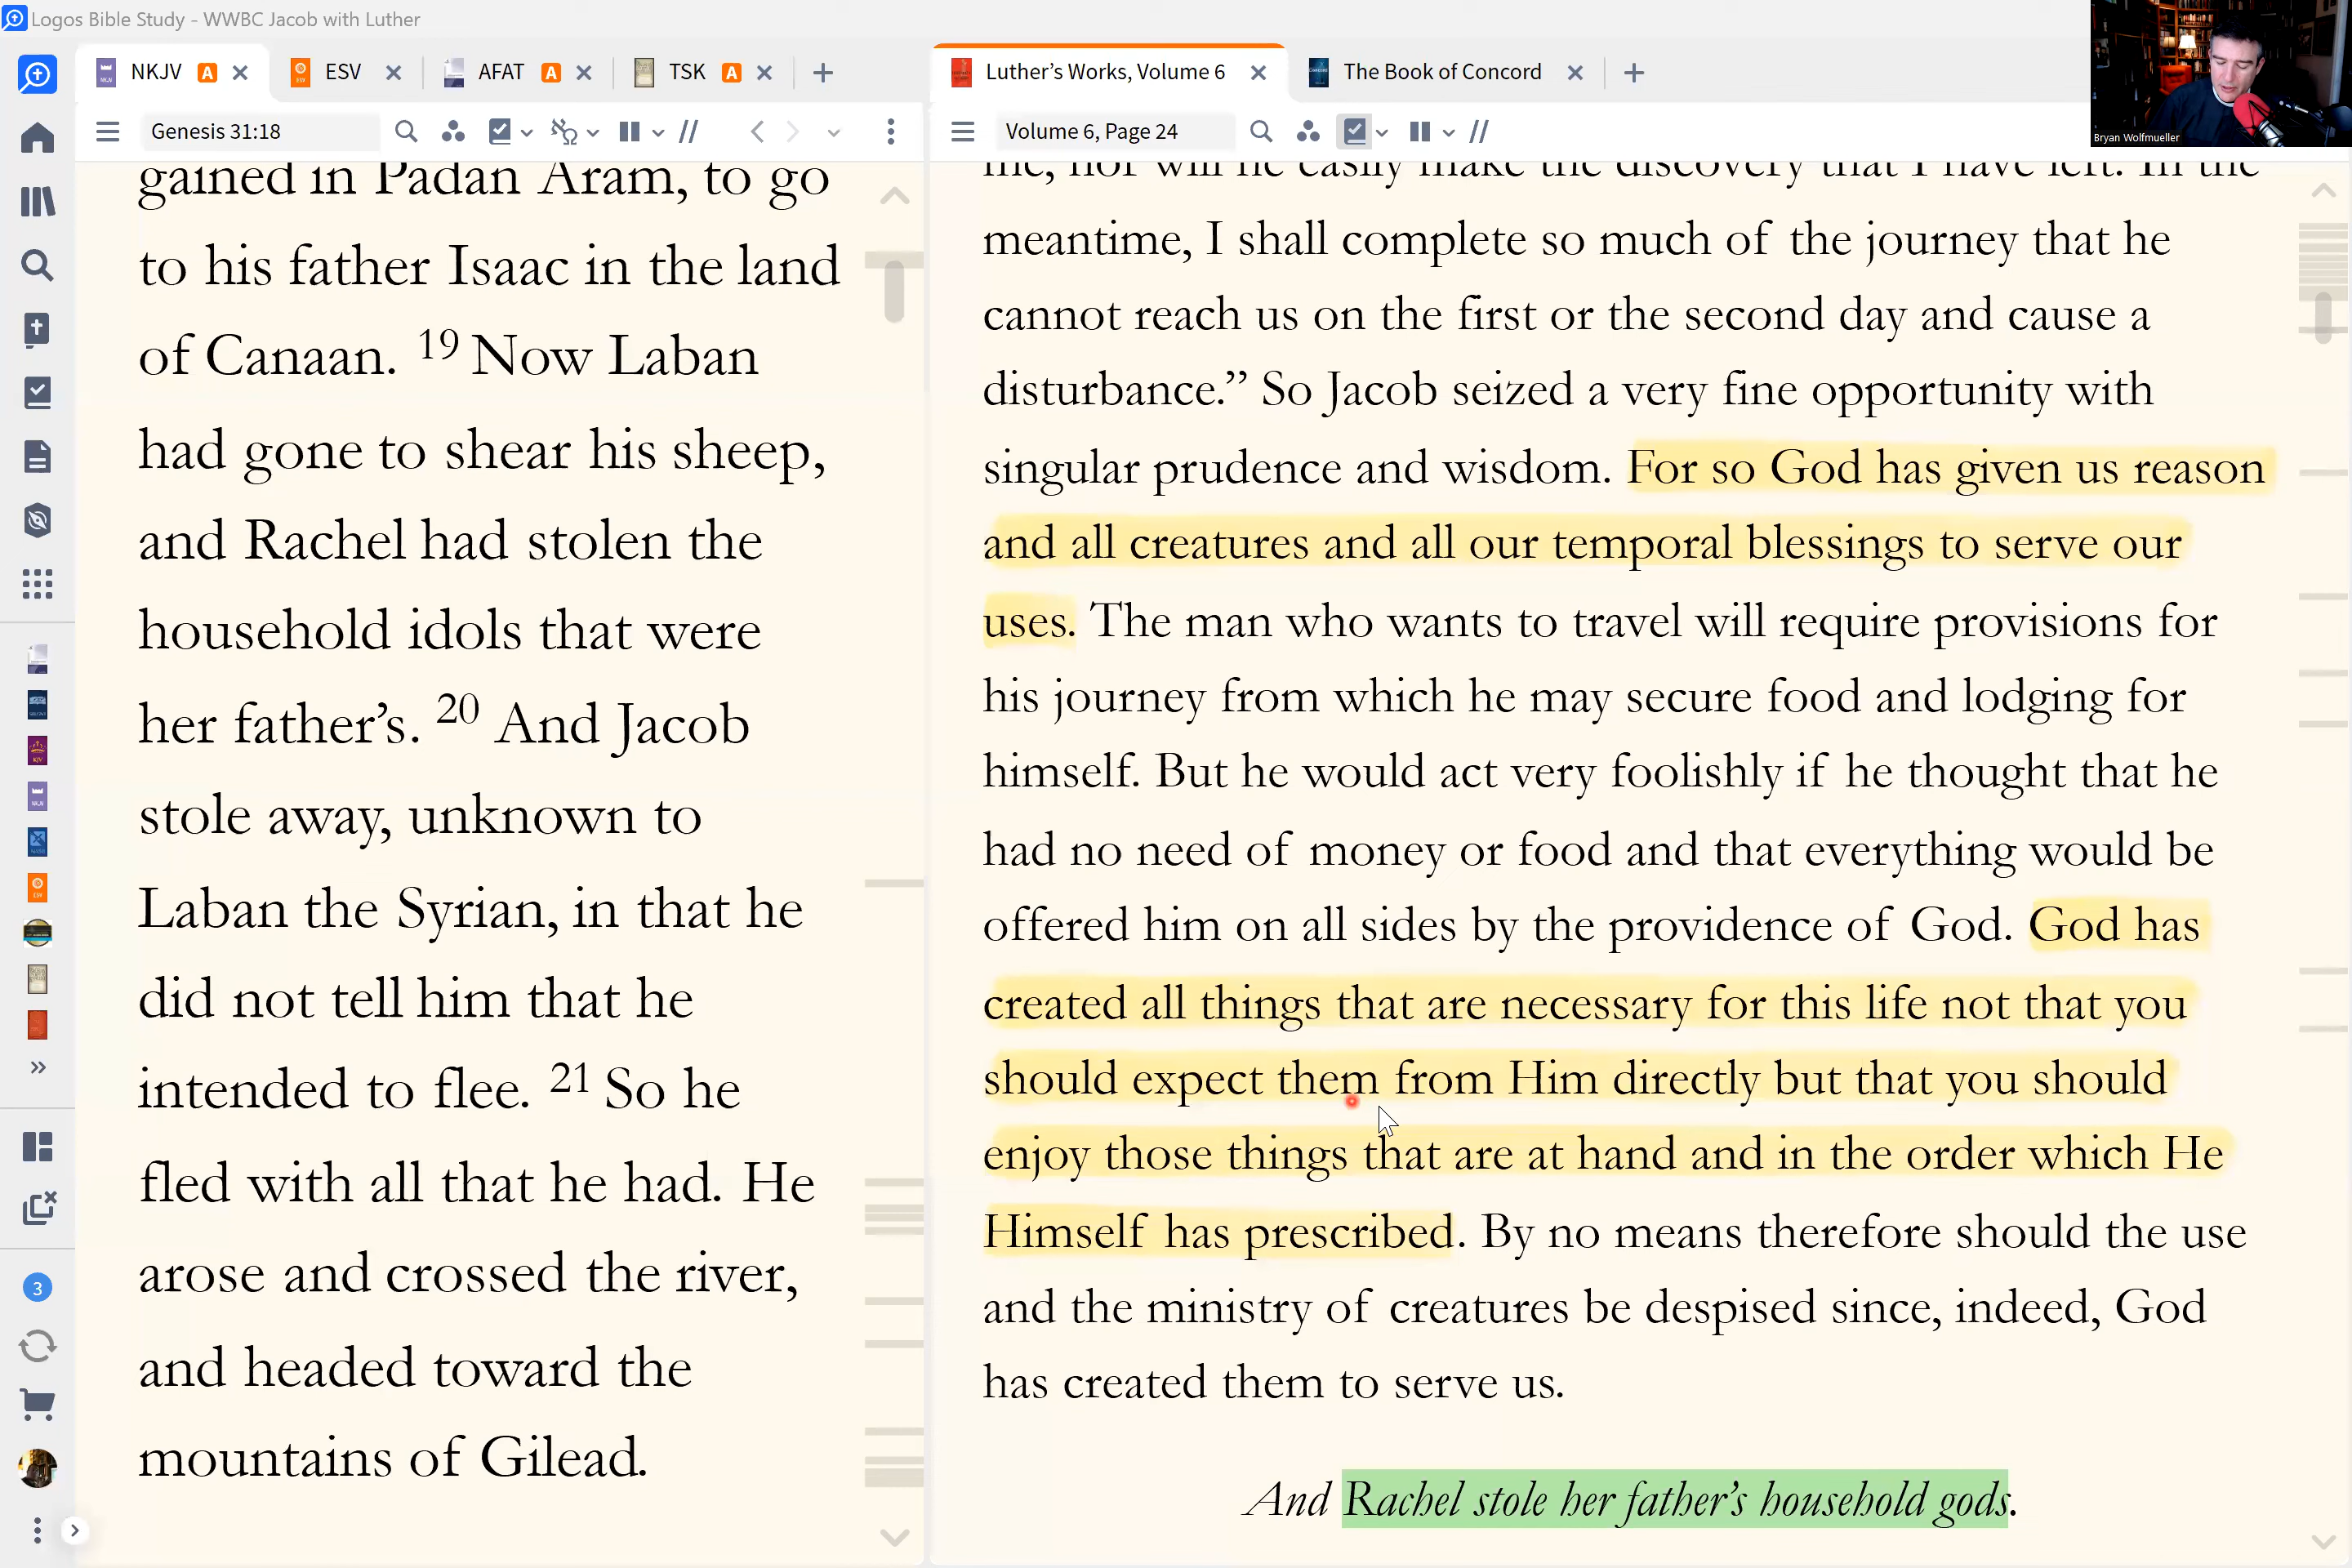 Logos Bible Study - WWBC Jacob with Luther
NKJV A
ESV
AFAT A
TSK A
Genesis 31:18
gained in Padan Aram, to go
to his father Isaac in the land
of Canaan. 19 Now Laban
had gone to shear his sheep,
and Rachel had stolen the
household idols that were
her father’s. 20 And Jacob
stole away, unknown to
Laban the Syrian, in that he
did not tell him that he
intended to flee. 21 So he
fled with all that he had. He
arose and crossed the river,
and headed toward the
mountains of Gilead.
Luther’s Works, Volume 6
The Book of Concord
Volume 6, Page 24
me, nor will he easily make the discovery that I have left. In the
meantime, I shall complete so much of the journey that he
cannot reach us on the first or the second day and cause a
disturbance.” So Jacob seized a very fine opportunity with
singular prudence and wisdom. For so God has given us reason
and all creatures and all our temporal blessings to serve our
uses. The man who wants to travel will require provisions for
his journey from which he may secure food and lodging for
himself. But he would act very foolishly if he thought that he
had no need of money or food and that everything would be
offered him on all sides by the providence of God. God has
created all things that are necessary for this life not that you
should expect them from Him directly but that you should
enjoy those things that are at hand and in the order which He
Himself has prescribed. By no means therefore should the use
and the ministry of creatures be despised since, indeed, God
has created them to serve us.
And Rachel stole her father’s household gods.
Bryan Wolfmueller
3